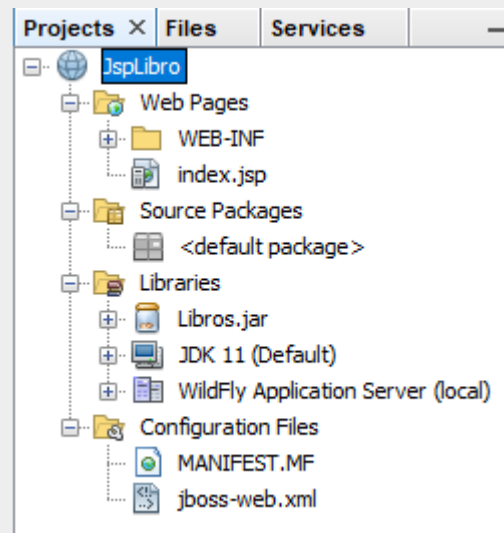 Projects × Files Services
JspLibro
Web Pages
WEB-INF
index.jsp
Source Packages
<default package>
Libraries
Libros.jar
JDK 11 (Default)
WildFly Application Server (local)
Configuration Files
MANIFEST.MF
jboss-web.xml